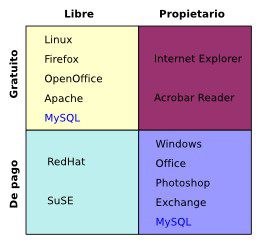 Libre
Propietario
Gratuito
Linux
Firefox
OpenOffice
Apache
MySQL
Internet Explorer
Acrobar Reader
De pago
RedHat
SuSE
Windows
Office
Photoshop
Exchange
MySQL